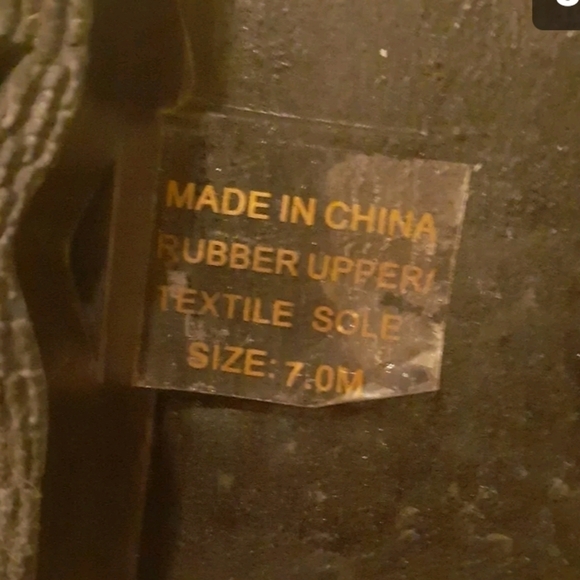 MADE IN CHINA
RUBBER UPPER/
TEXTILE SOLE
SIZE: 7.0M